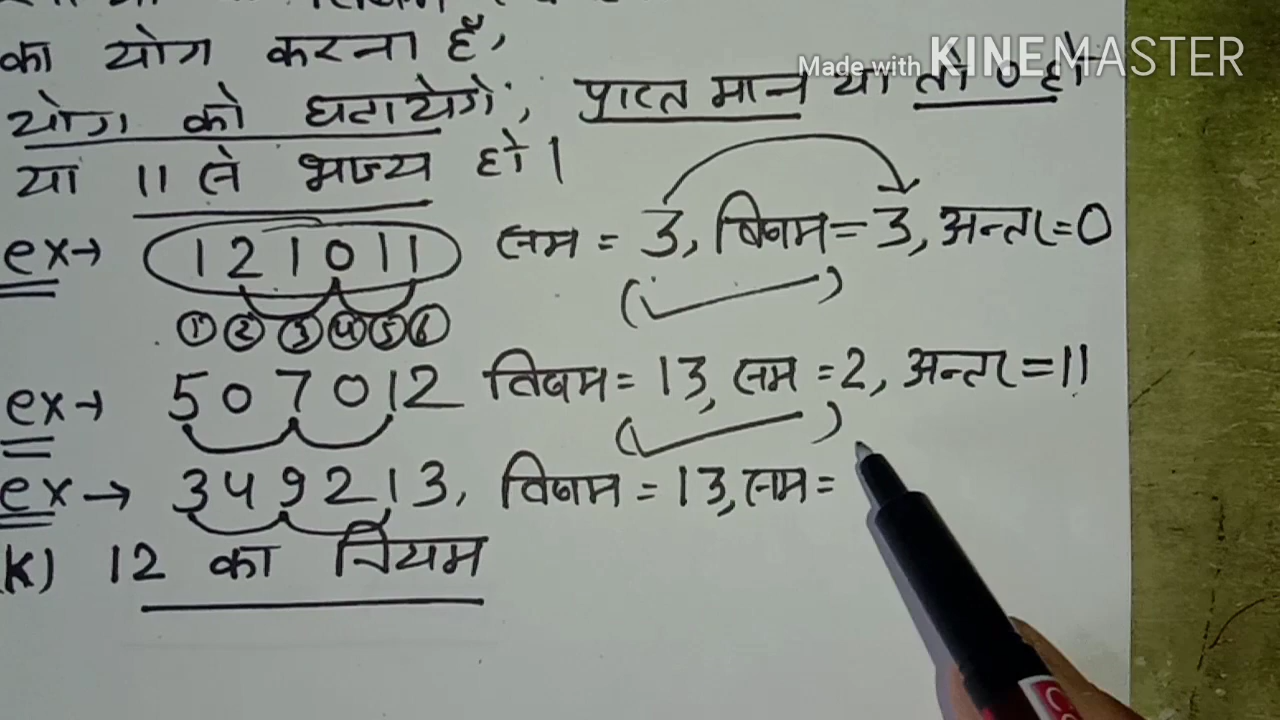 का योग करना है,
Made with KINEMASTER
योग को घटायेगे, प्राप्त मान या तो 0 हो
या 11 से भाज्य हो।
ex→ 121011 सम = 3, विषम = 3, अन्तर = 0
① ② ③ ④ ⑤ ⑥
ex→ 507012 विषम = 13, सम = 2, अन्तर = 11
ex→ 349213, विषम = 13, सम =
(K) 12 का नियम